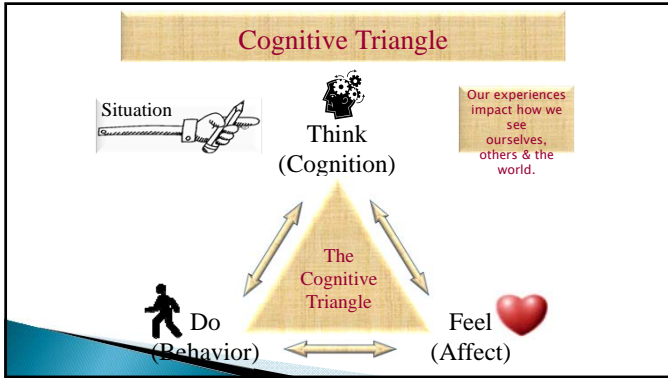 Cognitive Triangle
Situation
Think
(Cognition)
Our experiences
impact how we
see
ourselves,
others & the
world.
The
Cognitive
Triangle
Do
(Behavior)
Feel
(Affect)